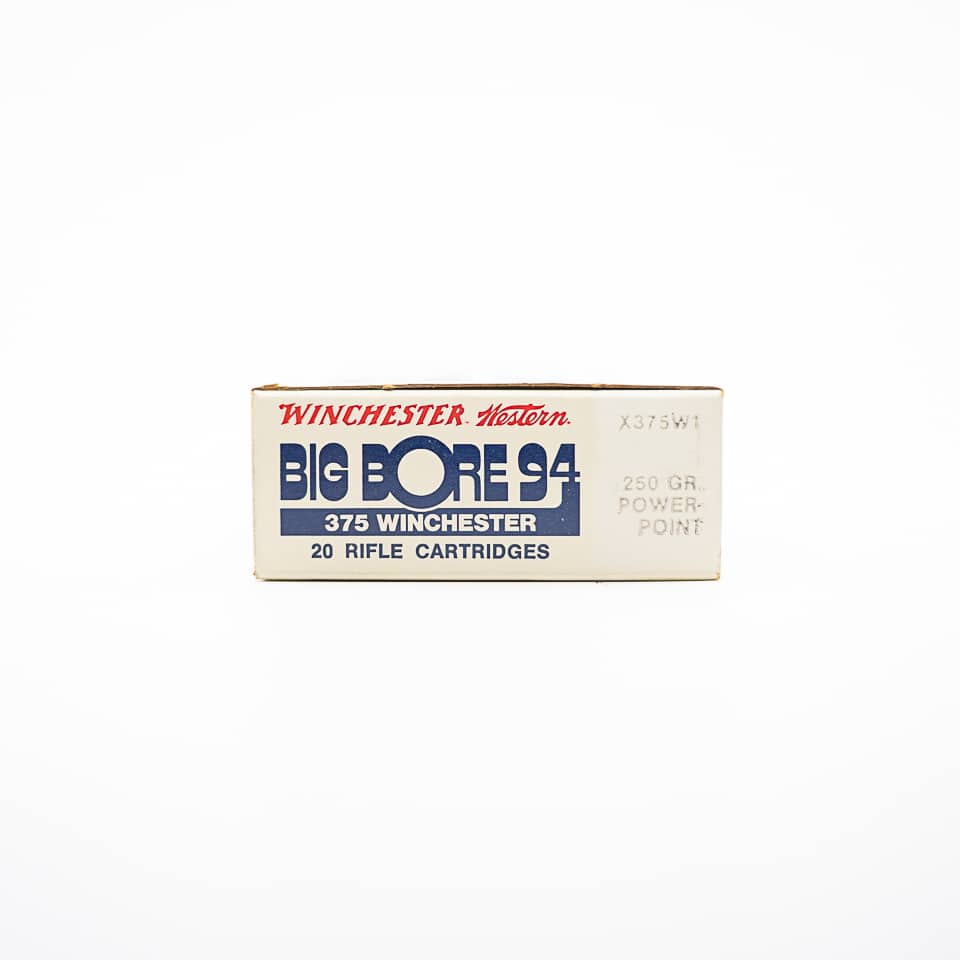 WINCHESTER Western.
BIG BORE 94
375 WINCHESTER
20 RIFLE CARTRIDGES
X375W1
250 GR.
POWER-
POINT